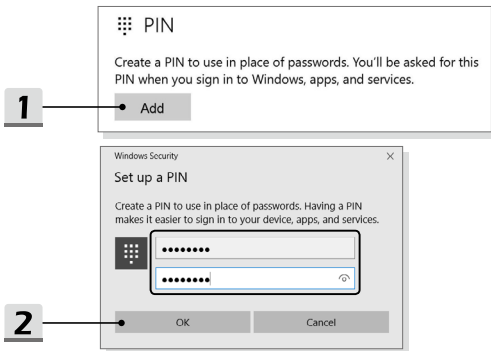 PIN
Create a PIN to use in place of passwords. You'll be asked for this
PIN when you sign in to Windows, apps, and services.
1
Add
Windows Security
Set up a PIN
Create a PIN to use in place of passwords. Having a PIN
makes it easier to sign in to your device, apps, and services.
••••••••
••••••••
2
OK Cancel